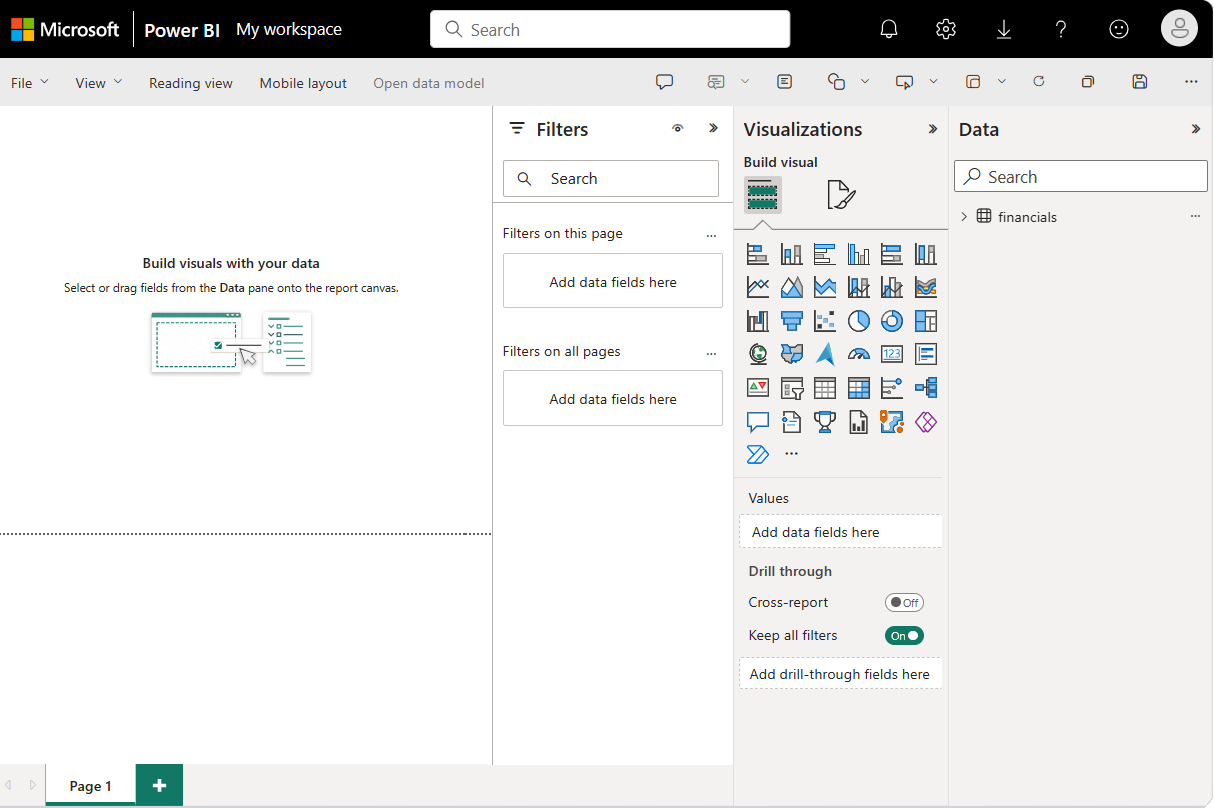 Microsoft Power BI My workspace Search
File View Reading view Mobile layout Open data model
Build visuals with your data
Select or drag fields from the Data pane onto the report canvas.
Filters
Search
Filters on this page ...
Add data fields here
Filters on all pages ...
Add data fields here
Visualizations
Build visual
123
Values
Add data fields here
Drill through
Cross-report Off
Keep all filters On
Add drill-through fields here
Data
Search
financials
Page 1